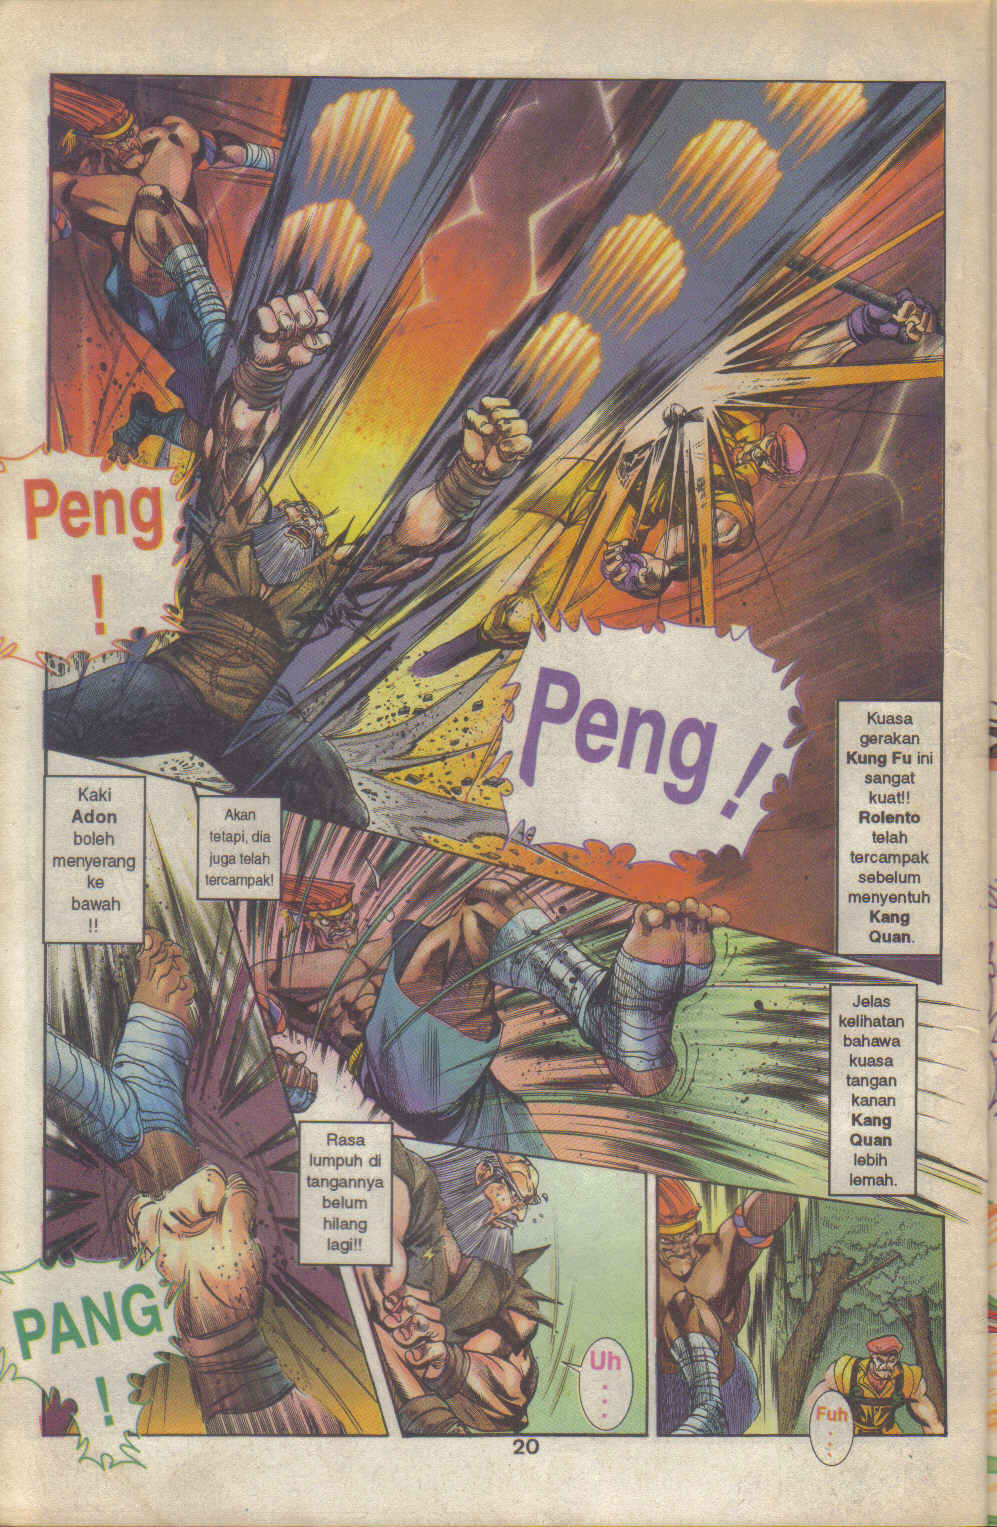 Peng
!
Peng !
Kuasa
gerakan
Kung Fu ini
sangat
kuat!!
Rolento
telah
tercampak
sebelum
menyentuh
Kang
Quan.
Kaki
Adon
boleh
menyerang
ke
bawah
!!
Akan
tetapi, dia
juga telah
tercampak!
Jelas
kelihatan
bahawa
kuasa
tangan
kanan
Kang
Quan
lebih
lemah.
PANG
!
Rasa
lumpuh di
tangannya
belum
hilang
lagi!!
Uh
...
Fuh
...
20